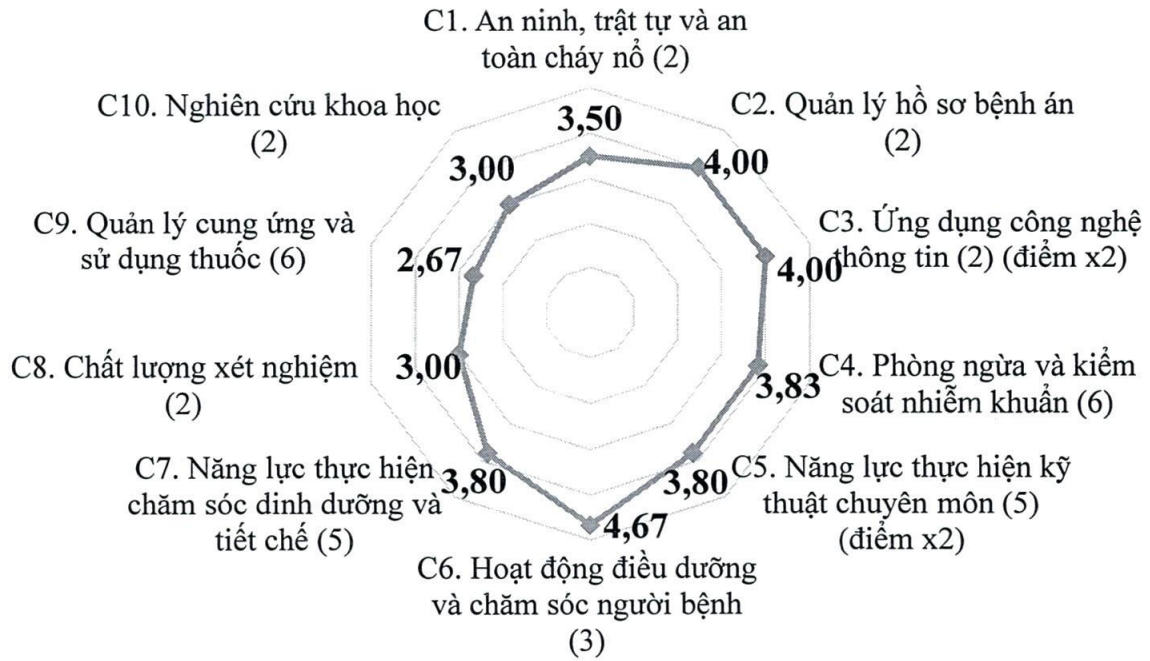 C1. An ninh, trật tự và an
toàn cháy nổ (2)
3,50
C2. Quản lý hồ sơ bệnh án
(2)
4,00
C3. Ứng dụng công nghệ
thông tin (2) (điểm x2)
4,00
C4. Phòng ngừa và kiểm
soát nhiễm khuẩn (6)
3,83
C5. Năng lực thực hiện kỹ
thuật chuyên môn (5)
(điểm x2)
3,80
4,67
C6. Hoạt động điều dưỡng
và chăm sóc người bệnh
(3)
C7. Năng lực thực hiện
chăm sóc dinh dưỡng và
tiết chế (5)
3,80
C8. Chất lượng xét nghiệm
(2)
3,00
C9. Quản lý cung ứng và
sử dụng thuốc (6)
2,67
C10. Nghiên cứu khoa học
(2)
3,00